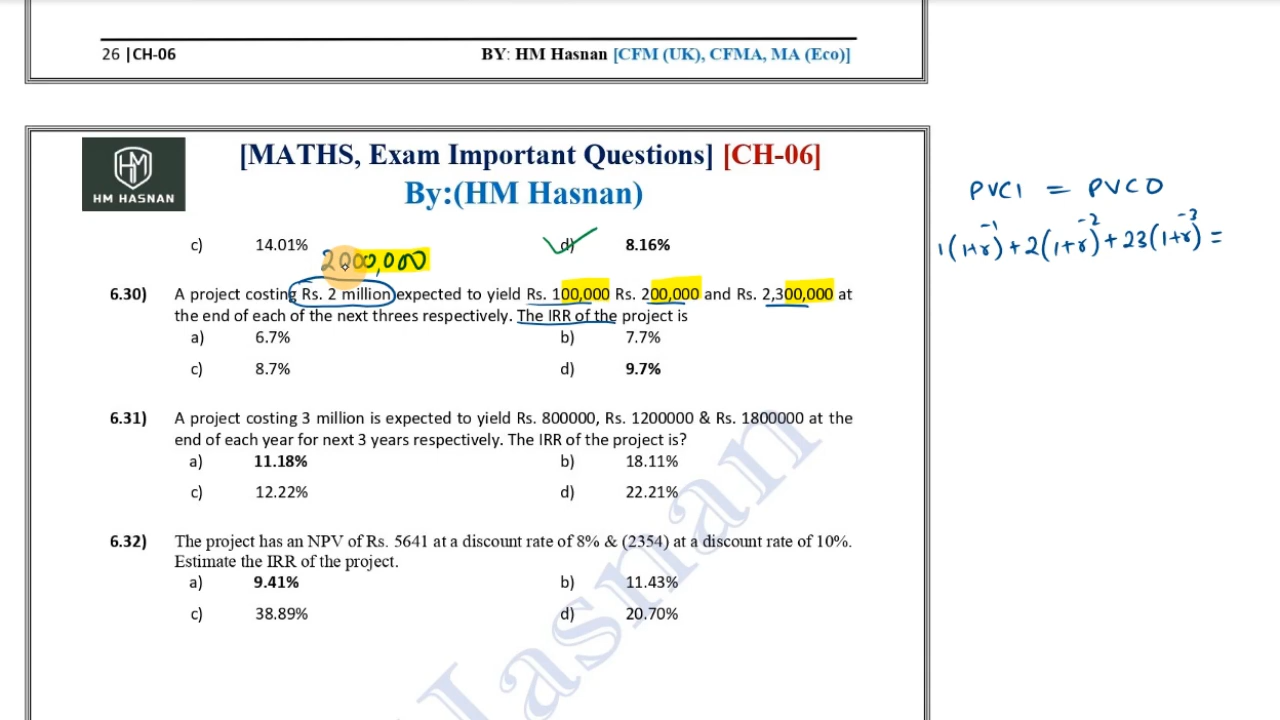 26 |CH-06 BY: HM Hasnan [CFM (UK), CFMA, MA (Eco)]
HM HASNAN
[MATHS, Exam Important Questions] [CH-06]
By:(HM Hasnan)
PVCI = PVCO
1(1+r)^-1 + 2(1+r)^-2 + 23(1+r)^-3 =
c) 14.01% d) 8.16%
2000,000
6.30) A project costing Rs. 2 million expected to yield Rs. 100,000 Rs. 200,000 and Rs. 2,300,000 at
the end of each of the next threes respectively. The IRR of the project is
a) 6.7% b) 7.7%
c) 8.7% d) 9.7%
6.31) A project costing 3 million is expected to yield Rs. 800000, Rs. 1200000 & Rs. 1800000 at the
end of each year for next 3 years respectively. The IRR of the project is?
a) 11.18% b) 18.11%
c) 12.22% d) 22.21%
6.32) The project has an NPV of Rs. 5641 at a discount rate of 8% & (2354) at a discount rate of 10%.
Estimate the IRR of the project.
a) 9.41% b) 11.43%
c) 38.89% d) 20.70%
Hasnan